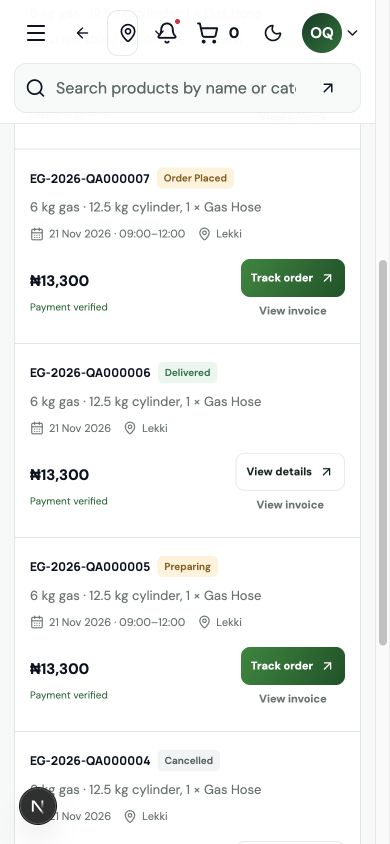 OQ
0
Search products by name or cate
EG-2026-QA000007 Order Placed
6 kg gas · 12.5 kg cylinder, 1 × Gas Hose
21 Nov 2026 · 09:00–12:00 Lekki
₦13,300
Track order
Payment verified
View invoice
EG-2026-QA000006 Delivered
6 kg gas · 12.5 kg cylinder, 1 × Gas Hose
21 Nov 2026 Lekki
₦13,300
View details
Payment verified
View invoice
EG-2026-QA000005 Preparing
6 kg gas · 12.5 kg cylinder, 1 × Gas Hose
21 Nov 2026 · 09:00–12:00 Lekki
₦13,300
Track order
Payment verified
View invoice
EG-2026-QA000004 Cancelled
kg gas · 12.5 kg cylinder, 1 × Gas Hose
N
21 Nov 2026 Lekki